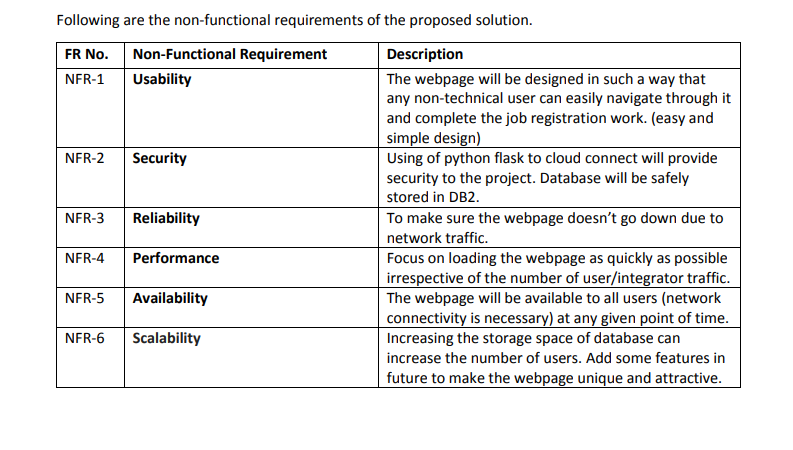 Following are the non-functional requirements of the proposed solution.
FR No. Non-Functional Requirement Description
NFR-1 Usability The webpage will be designed in such a way that
any non-technical user can easily navigate through it
and complete the job registration work. (easy and
simple design)
NFR-2 Security Using of python flask to cloud connect will provide
security to the project. Database will be safely
stored in DB2.
NFR-3 Reliability To make sure the webpage doesn’t go down due to
network traffic.
NFR-4 Performance Focus on loading the webpage as quickly as possible
irrespective of the number of user/integrator traffic.
NFR-5 Availability The webpage will be available to all users (network
connectivity is necessary) at any given point of time.
NFR-6 Scalability Increasing the storage space of database can
increase the number of users. Add some features in
future to make the webpage unique and attractive.